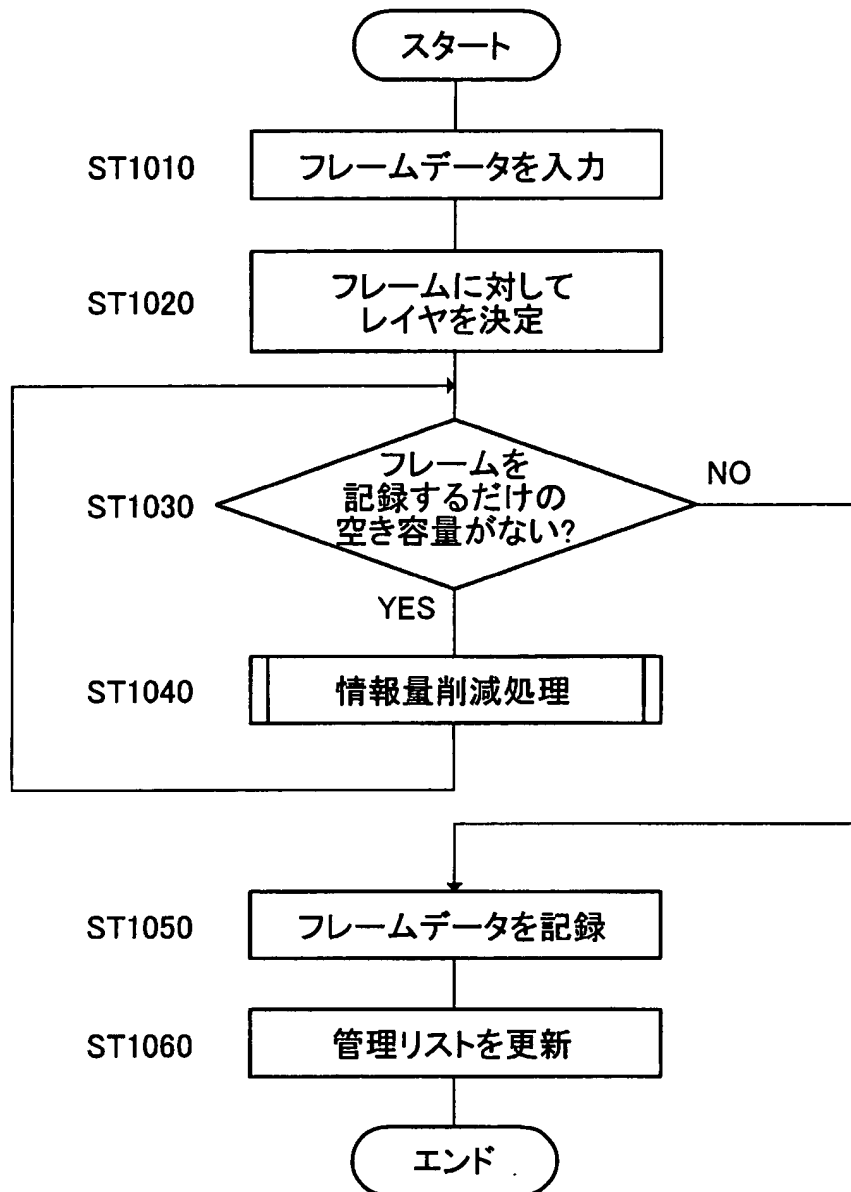 スタート
ST1010
フレームデータを入力
ST1020
フレームに対して
レイヤを決定
ST1030
フレームを
記録するだけの
空き容量がない?
NO
YES
ST1040
情報量削減処理
ST1050
フレームデータを記録
ST1060
管理リストを更新
エンド